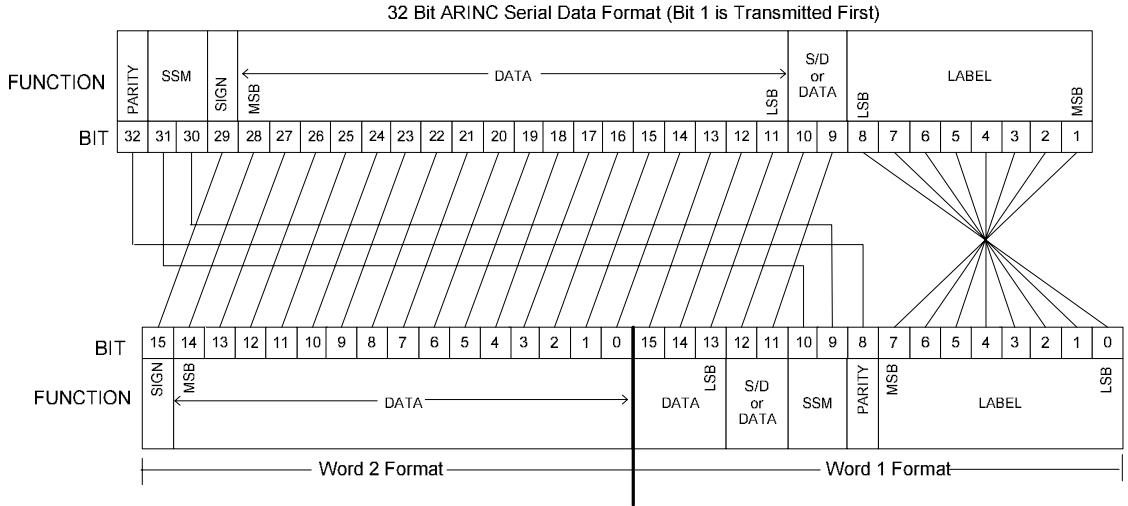 32 Bit ARINC Serial Data Format (Bit 1 is Transmitted First)
FUNCTION
PARITY
SSM
SIGN
MSB
DATA
LSB
S/D
or
DATA
LSB
LABEL
MSB
BIT
32 31 30 29 28 27 26 25 24 23 22 21 20 19 18 17 16 15 14 13 12 11 10 9 8 7 6 5 4 3 2 1
BIT
15 14 13 12 11 10 9 8 7 6 5 4 3 2 1 0 15 14 13 12 11 10 9 8 7 6 5 4 3 2 1 0
FUNCTION
SIGN
MSB
DATA
DATA
LSB
S/D
or
DATA
SSM
PARITY
MSB
LABEL
LSB
Word 2 Format
Word 1 Format